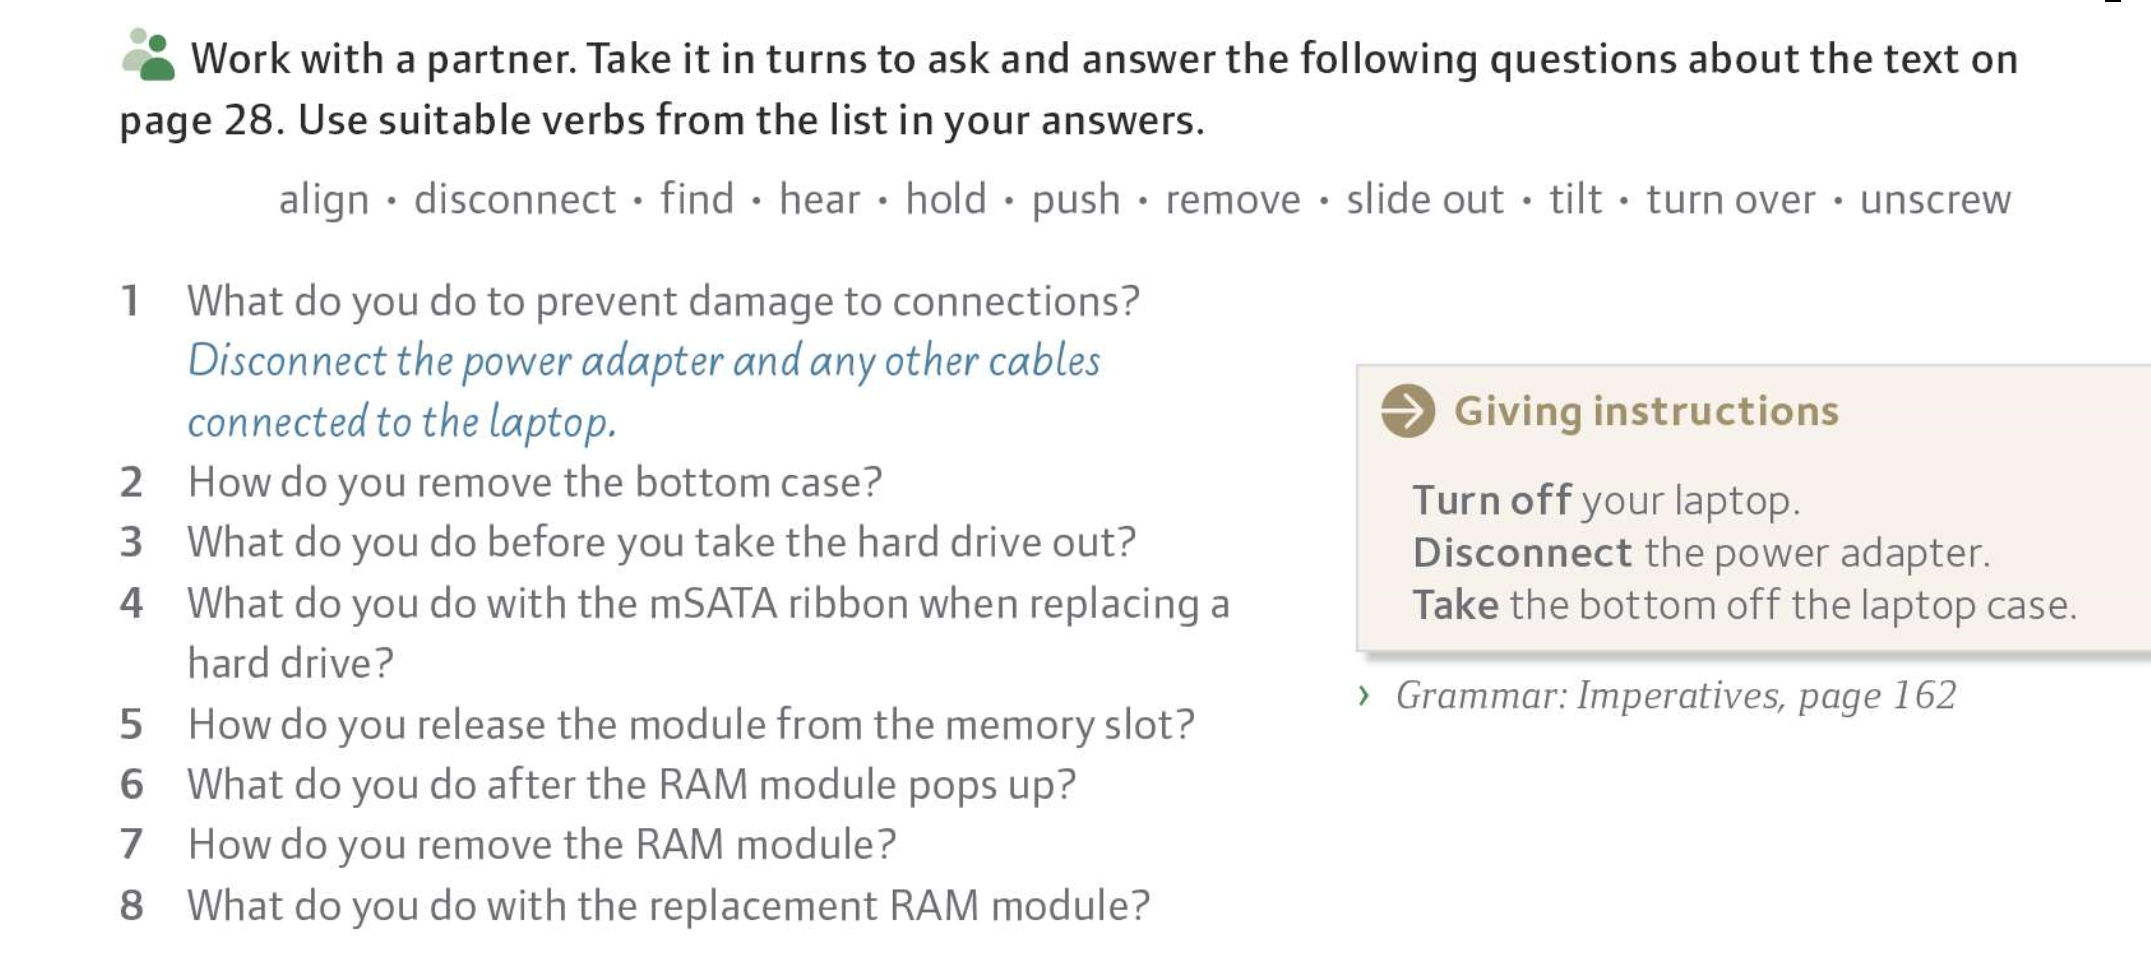 Work with a partner. Take it in turns to ask and answer the following questions about the text on
page 28. Use suitable verbs from the list in your answers.
align • disconnect • find • hear • hold • push • remove • slide out • tilt • turn over • unscrew
1 What do you do to prevent damage to connections?
Disconnect the power adapter and any other cables
connected to the laptop.
2 How do you remove the bottom case?
3 What do you do before you take the hard drive out?
4 What do you do with the mSATA ribbon when replacing a
hard drive?
5 How do you release the module from the memory slot?
6 What do you do after the RAM module pops up?
7 How do you remove the RAM module?
8 What do you do with the replacement RAM module?
Giving instructions
Turn off your laptop.
Disconnect the power adapter.
Take the bottom off the laptop case.
› Grammar: Imperatives, page 162